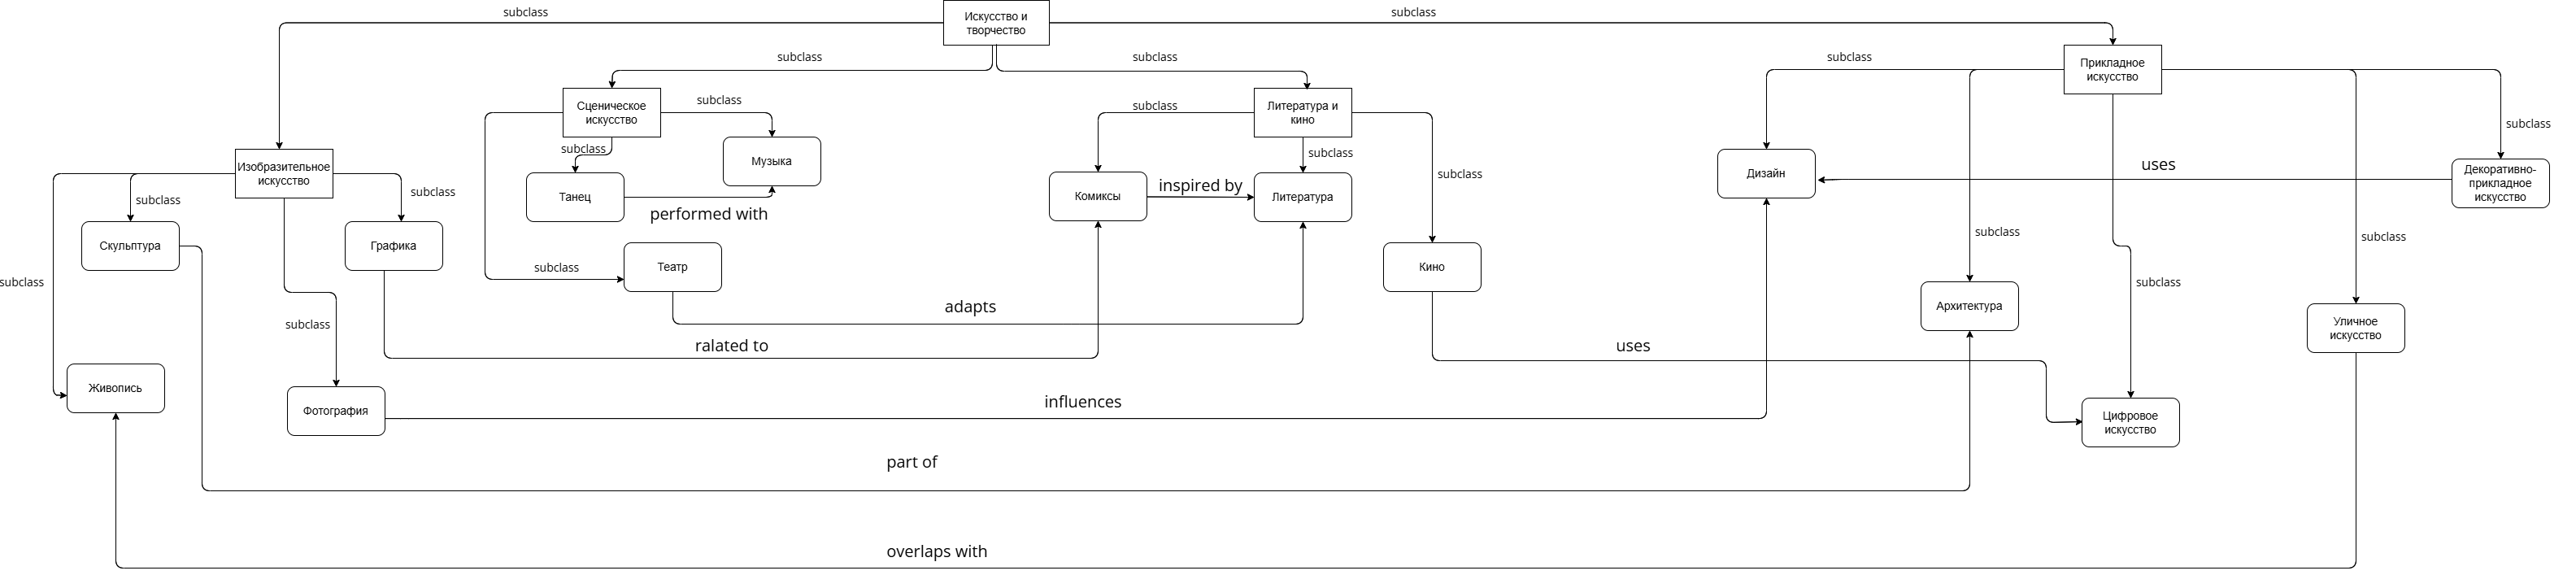 subclass
Искусство и
творчество
subclass
subclass
subclass
subclass
Прикладное
искусство
subclass
Сценическое
искусство
subclass
Литература и
кино
subclass
subclass
Музыка
subclass
Изобразительное
искусство
subclass
Танец
performed with
Комиксы
inspired by
Литература
subclass
Дизайн
uses
Декоративно-
прикладное
искусство
subclass
subclass
Скульптура
Графика
subclass
Театр
Кино
subclass
subclass
subclass
subclass
adapts
Архитектура
Уличное
искусство
subclass
ralated to
uses
Живопись
Фотография
influences
Цифровое
искусство
part of
overlaps with